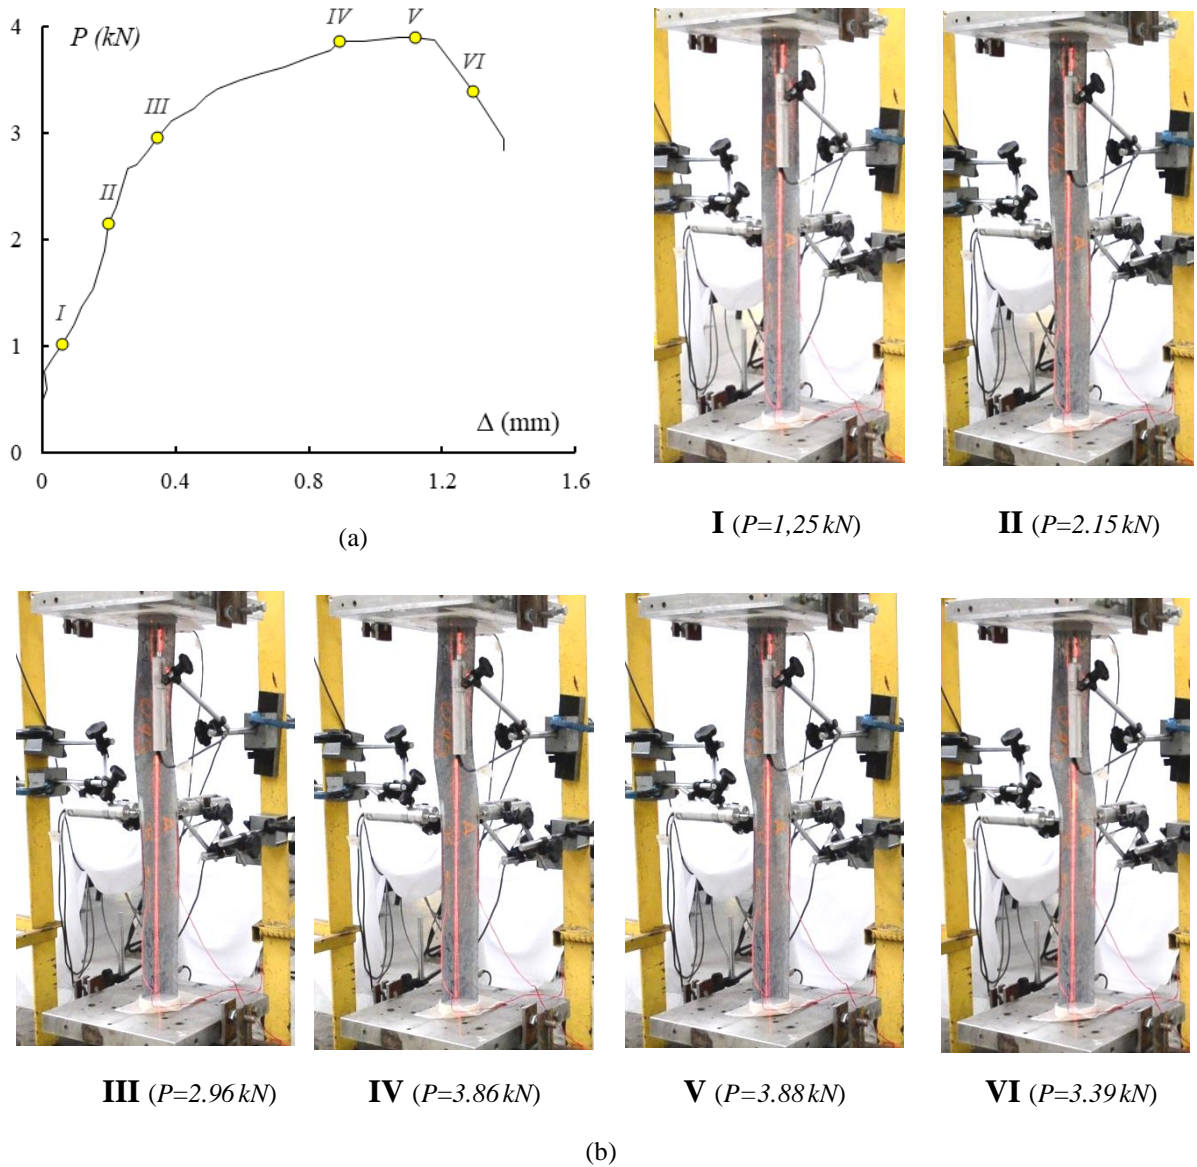 4
P (kN)
IV
V
VI
3
III
II
2
I
1
Δ (mm)
0
0
0.4
0.8
1.2
1.6
(a)
I (P=1,25 kN)
II (P=2.15 kN)
A
A
A
A
A
III (P=2.96 kN)
IV (P=3.86 kN)
V (P=3.88 kN)
VI (P=3.39 kN)
(b)